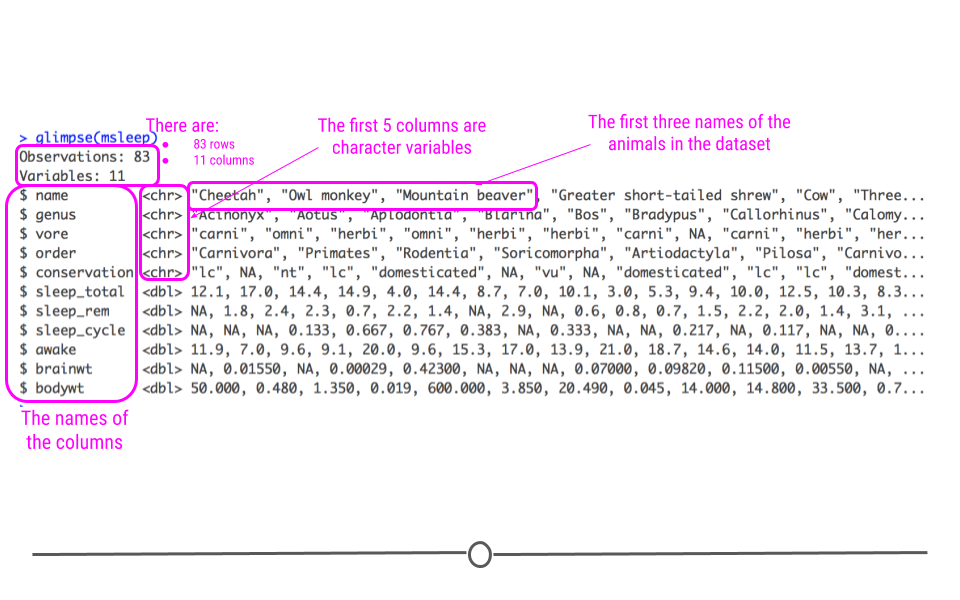 There are:
• 83 rows
• 11 columns
The first 5 columns are
character variables
The first three names of the
animals in the dataset
> glimpse(msleep)
Observations: 83
Variables: 11
$ name <chr> "Cheetah", "Owl monkey", "Mountain beaver", "Greater short-tailed shrew", "Cow", "Three...
$ genus <chr> "Acinonyx", "Aotus", "Aplodontia", "Blarina", "Bos", "Bradypus", "Callorhinus", "Calomy...
$ vore <chr> "carni", "omni", "herbi", "omni", "herbi", "herbi", "carni", NA, "carni", "herbi", "her...
$ order <chr> "Carnivora", "Primates", "Rodentia", "Soricomorpha", "Artiodactyla", "Pilosa", "Carnivo...
$ conservation <chr> "lc", NA, "nt", "lc", "domesticated", NA, "vu", NA, "domesticated", "lc", "lc", "domest...
$ sleep_total <dbl> 12.1, 17.0, 14.4, 14.9, 4.0, 14.4, 8.7, 7.0, 10.1, 3.0, 5.3, 9.4, 10.0, 12.5, 10.3, 8.3...
$ sleep_rem <dbl> NA, 1.8, 2.4, 2.3, 0.7, 2.2, 1.4, NA, 2.9, NA, 0.6, 0.8, 0.7, 1.5, 2.2, 2.0, 1.4, 3.1, ...
$ sleep_cycle <dbl> NA, NA, NA, 0.133, 0.667, 0.767, 0.383, NA, 0.333, NA, NA, 0.217, NA, 0.117, NA, NA, 0....
$ awake <dbl> 11.9, 7.0, 9.6, 9.1, 20.0, 9.6, 15.3, 17.0, 13.9, 21.0, 18.7, 14.6, 14.0, 11.5, 13.7, 1...
$ brainwt <dbl> NA, 0.01550, NA, 0.00029, 0.42300, NA, NA, NA, 0.07000, 0.09820, 0.11500, 0.00550, NA, ...
$ bodywt <dbl> 50.000, 0.480, 1.350, 0.019, 600.000, 3.850, 20.490, 0.045, 14.000, 14.800, 33.500, 0.7...
The names of
the columns